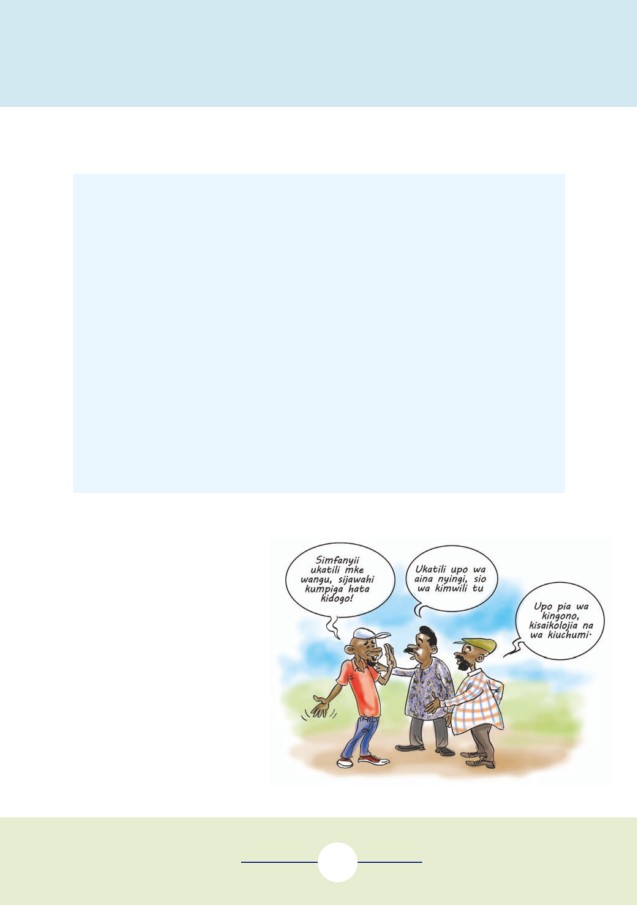 Simfanyii
ukatili mke
wangu, sijawahi
kumpiga hata
kidogo!
Ukatili upo wa
aina nyingi, sio
wa kimwili tu
Upo pia wa
kingono,
kisaikolojia na
wa kiuchumi.